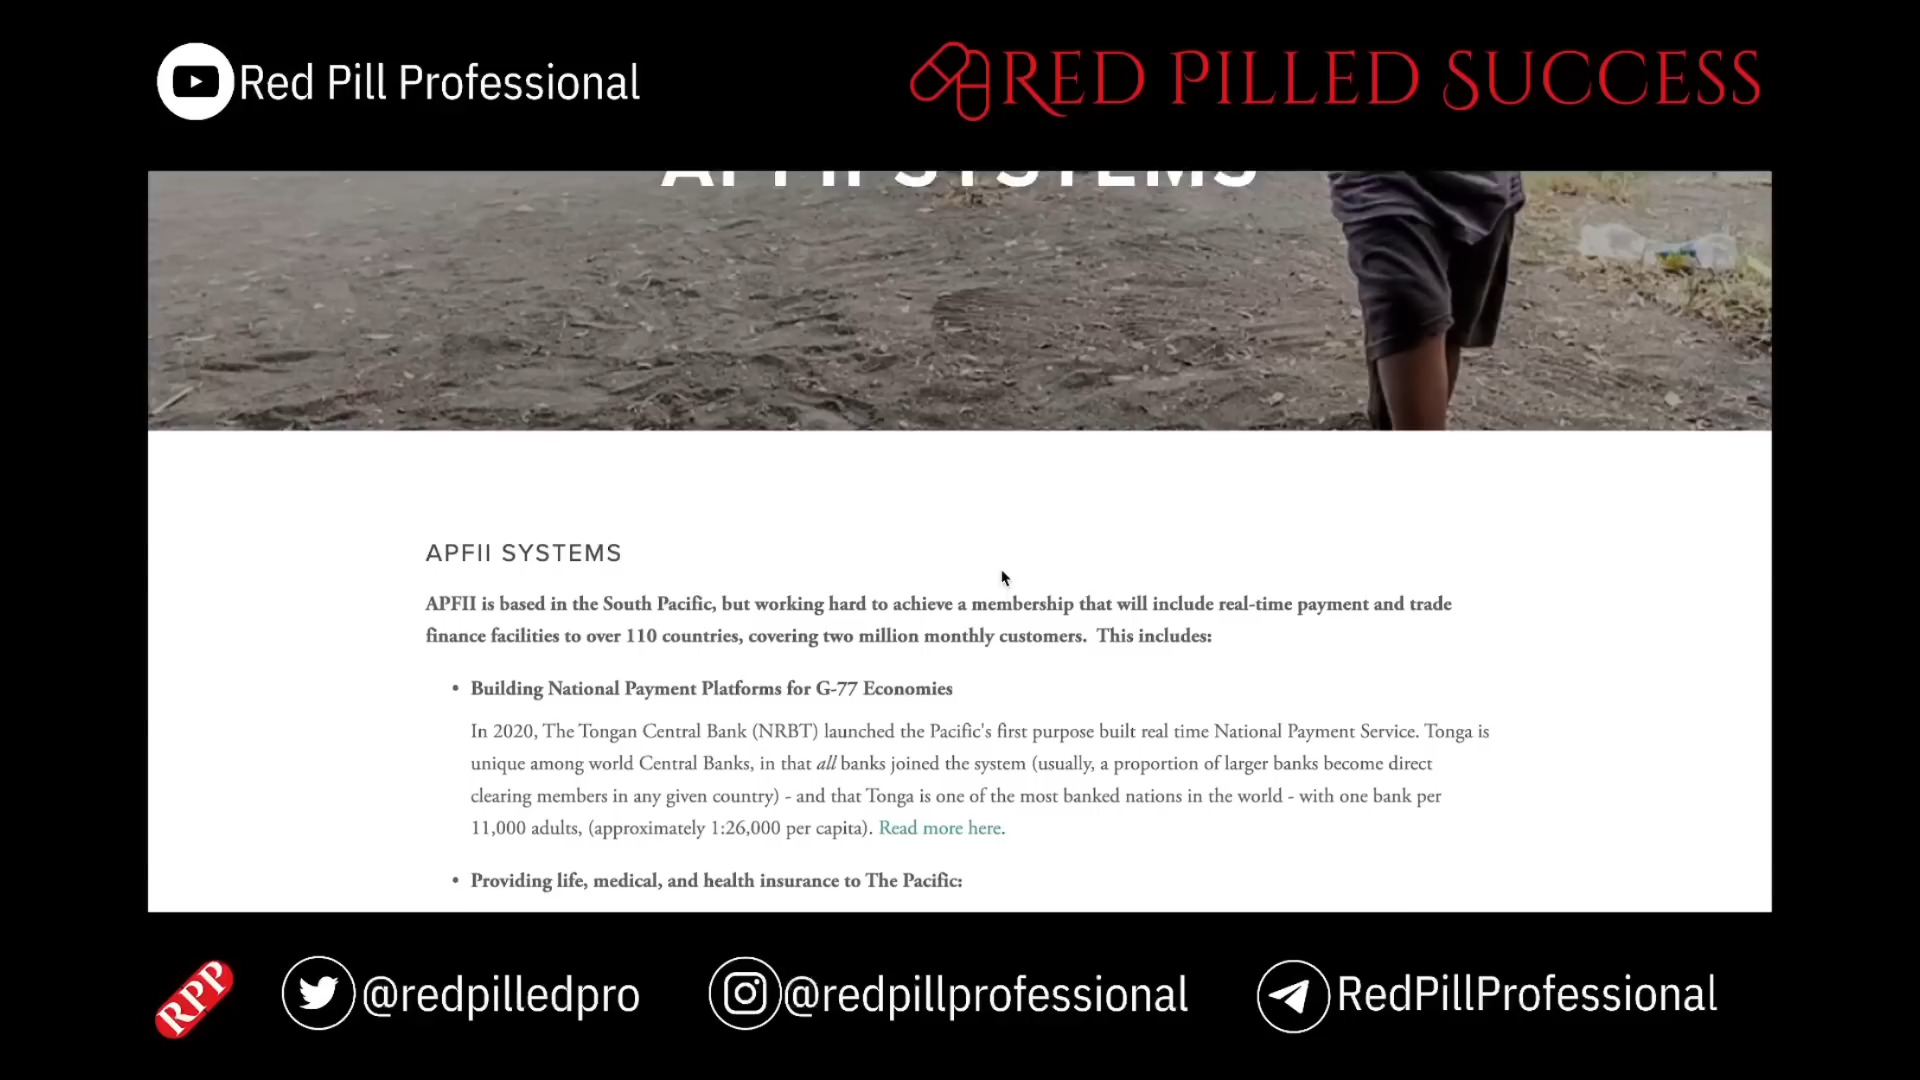 Red Pill Professional
RED PILLED SUCCESS
APFII SYSTEMS
APFII SYSTEMS
APFII is based in the South Pacific, but working hard to achieve a membership that will include real-time payment and trade
finance facilities to over 110 countries, covering two million monthly customers.  This includes:
• Building National Payment Platforms for G-77 Economies
In 2020, The Tongan Central Bank (NRBT) launched the Pacific's first purpose built real time National Payment Service. Tonga is
unique among world Central Banks, in that all banks joined the system (usually, a proportion of larger banks become direct
clearing members in any given country) - and that Tonga is one of the most banked nations in the world - with one bank per
11,000 adults, (approximately 1:26,000 per capita). Read more here.
• Providing life, medical, and health insurance to The Pacific:
RPP
@redpilledpro
@redpillprofessional
RedPillProfessional